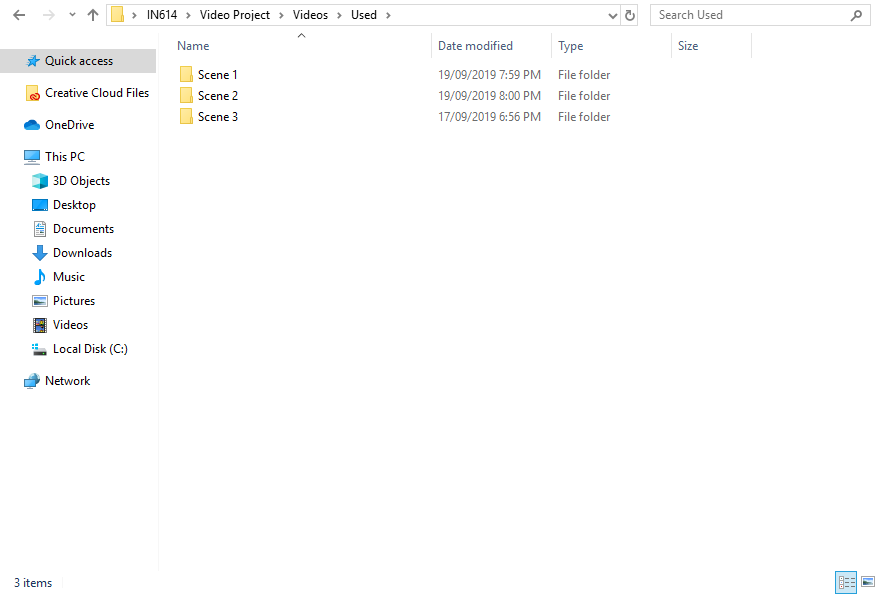 IN614 > Video Project > Videos > Used >
Search Used
Name Date modified Type Size
Quick access
Creative Cloud Files
OneDrive
This PC
3D Objects
Desktop
Documents
Downloads
Music
Pictures
Videos
Local Disk (C:)
Network
Scene 1 19/09/2019 7:59 PM File folder
Scene 2 19/09/2019 8:00 PM File folder
Scene 3 17/09/2019 6:56 PM File folder
3 items